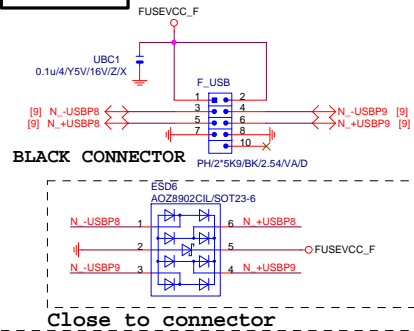 FUSEVCC_F
UBC1
0.1u/4/Y5V/16V/Z/X
F_USB
1 2
[9] N_-USBP8 3 4 N_-USBP9 [9]
[9] N_+USBP8 5 6 N_+USBP9 [9]
7 8
10
BLACK CONNECTOR PH/2*5K9/BK/2.54/VA/D
ESD6
AOZ8902CIL/SOT23-6
N_-USBP8 1 6 N_+USBP8
2 5 FUSEVCC_F
N_-USBP9 3 4 N_+USBP9
Close to connector